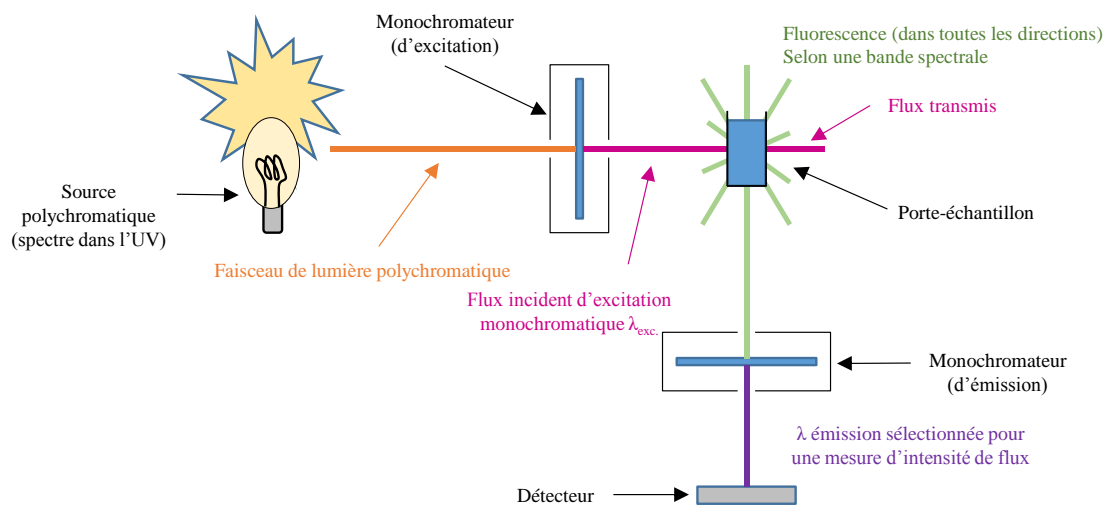 Monochromateur
(d’excitation)
Fluorescence (dans toutes les directions)
Selon une bande spectrale
Flux transmis
Source
polychromatique
(spectre dans l’UV)
Porte-échantillon
Faisceau de lumière polychromatique
Flux incident d’excitation
monochromatique λexc.
Monochromateur
(d’émission)
λ émission sélectionnée pour
une mesure d’intensité de flux
Détecteur